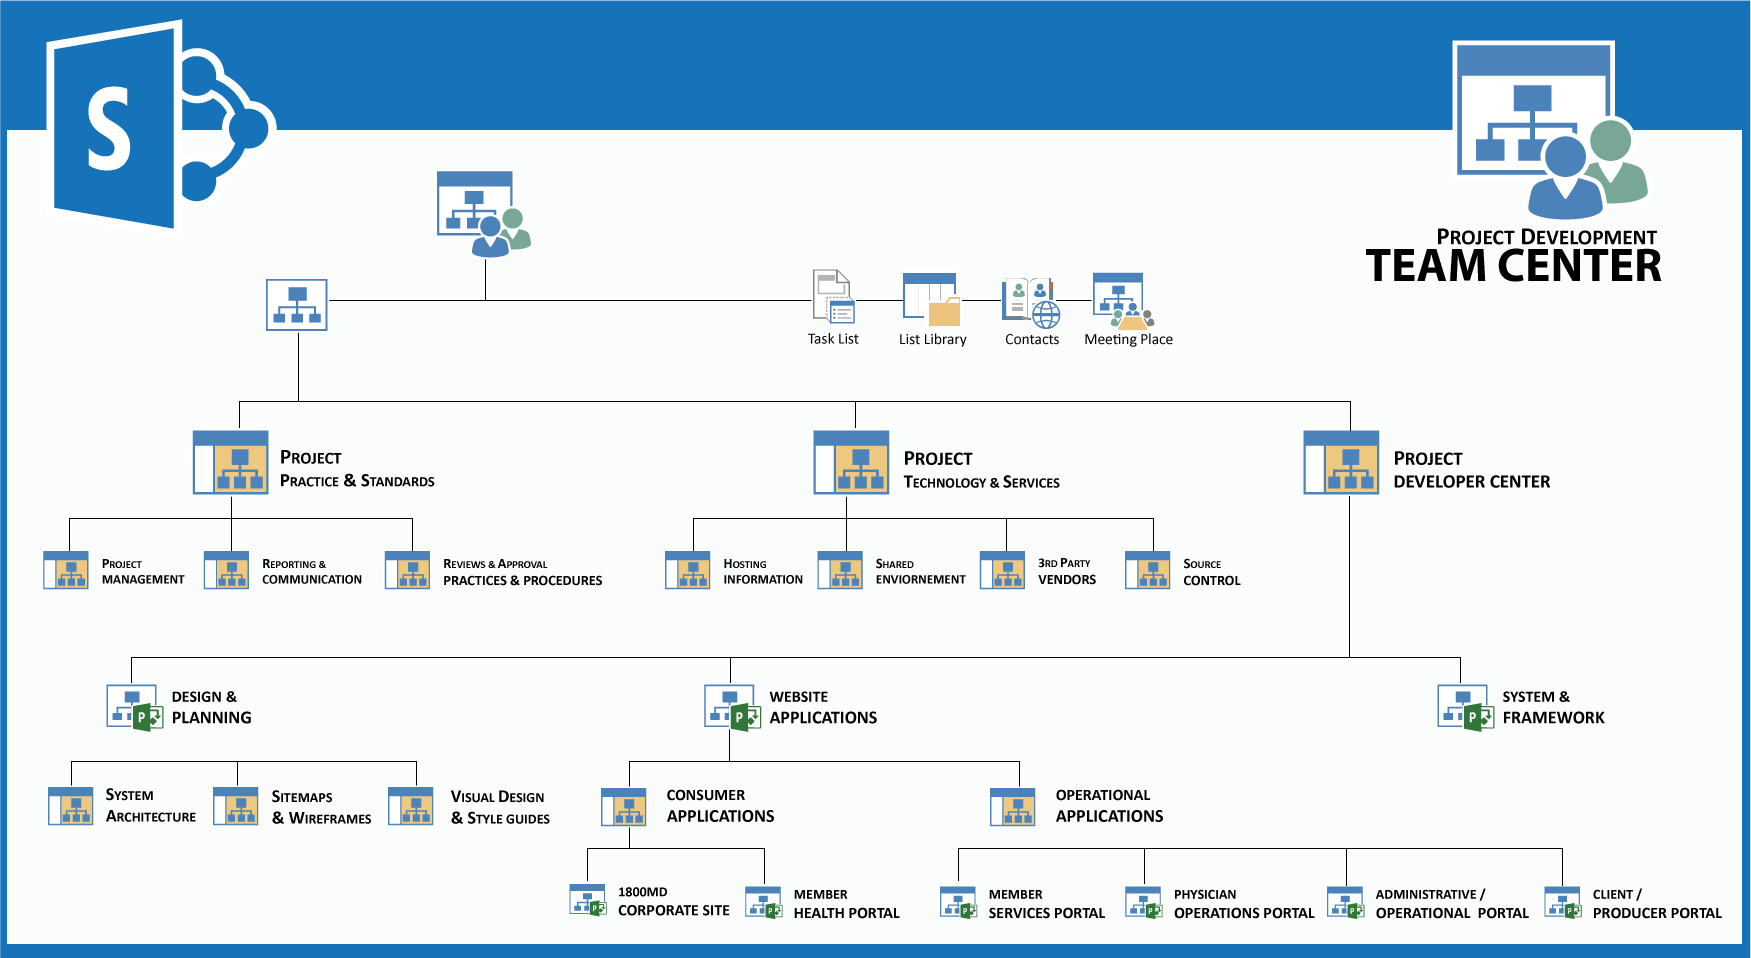 S
PROJECT DEVELOPMENT
TEAM CENTER
Task List
List Library
Contacts
Meeting Place
PROJECT
PRACTICE & STANDARDS
PROJECT
TECHNOLOGY & SERVICES
PROJECT
DEVELOPER CENTER
PROJECT
MANAGEMENT
REPORTING &
COMMUNICATION
REVIEWS & APPROVAL
PRACTICES & PROCEDURES
HOSTING
INFORMATION
SHARED
ENVIORNEMENT
3RD PARTY
VENDORS
SOURCE
CONTROL
P
DESIGN &
PLANNING
P
WEBSITE
APPLICATIONS
P
SYSTEM &
FRAMEWORK
SYSTEM
ARCHITECTURE
SITEMAPS
& WIREFRAMES
VISUAL DESIGN
& STYLE GUIDES
CONSUMER
APPLICATIONS
OPERATIONAL
APPLICATIONS
P
1800MD
CORPORATE SITE
P
MEMBER
HEALTH PORTAL
P
MEMBER
SERVICES PORTAL
P
PHYSICIAN
OPERATIONS PORTAL
P
ADMINISTRATIVE /
OPERATIONAL PORTAL
P
CLIENT /
PRODUCER PORTAL